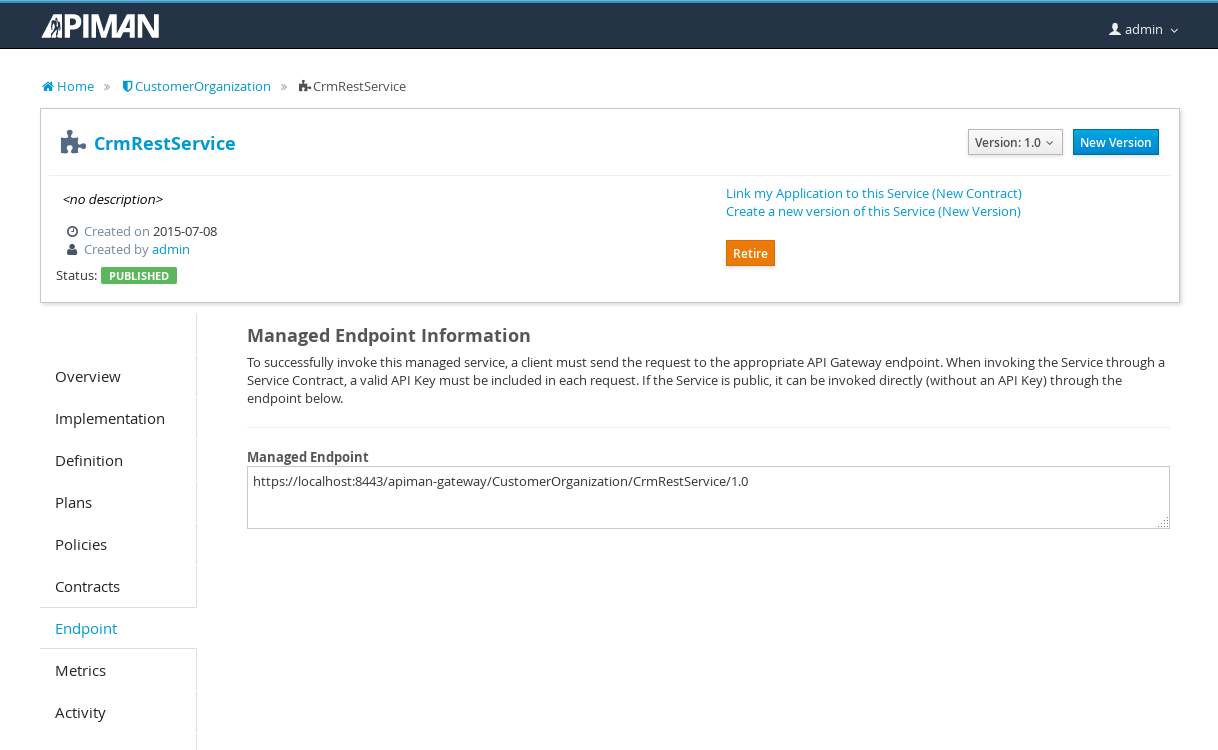 APIMAN
admin
Home » CustomerOrganization » CrmRestService
CrmRestService
Version: 1.0
New Version
<no description>
Created on 2015-07-08
Created by admin
Status: PUBLISHED
Link my Application to this Service (New Contract)
Create a new version of this Service (New Version)
Retire
Overview
Implementation
Definition
Plans
Policies
Contracts
Endpoint
Metrics
Activity
Managed Endpoint Information
To successfully invoke this managed service, a client must send the request to the appropriate API Gateway endpoint. When invoking the Service through a
Service Contract, a valid API Key must be included in each request. If the Service is public, it can be invoked directly (without an API Key) through the
endpoint below.
Managed Endpoint
https://localhost:8443/apiman-gateway/CustomerOrganization/CrmRestService/1.0